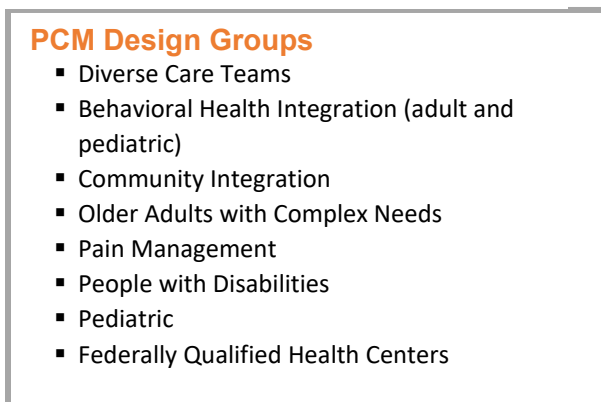 PCM Design Groups
▪ Diverse Care Teams
▪ Behavioral Health Integration (adult and
pediatric)
▪ Community Integration
▪ Older Adults with Complex Needs
▪ Pain Management
▪ People with Disabilities
▪ Pediatric
▪ Federally Qualified Health Centers